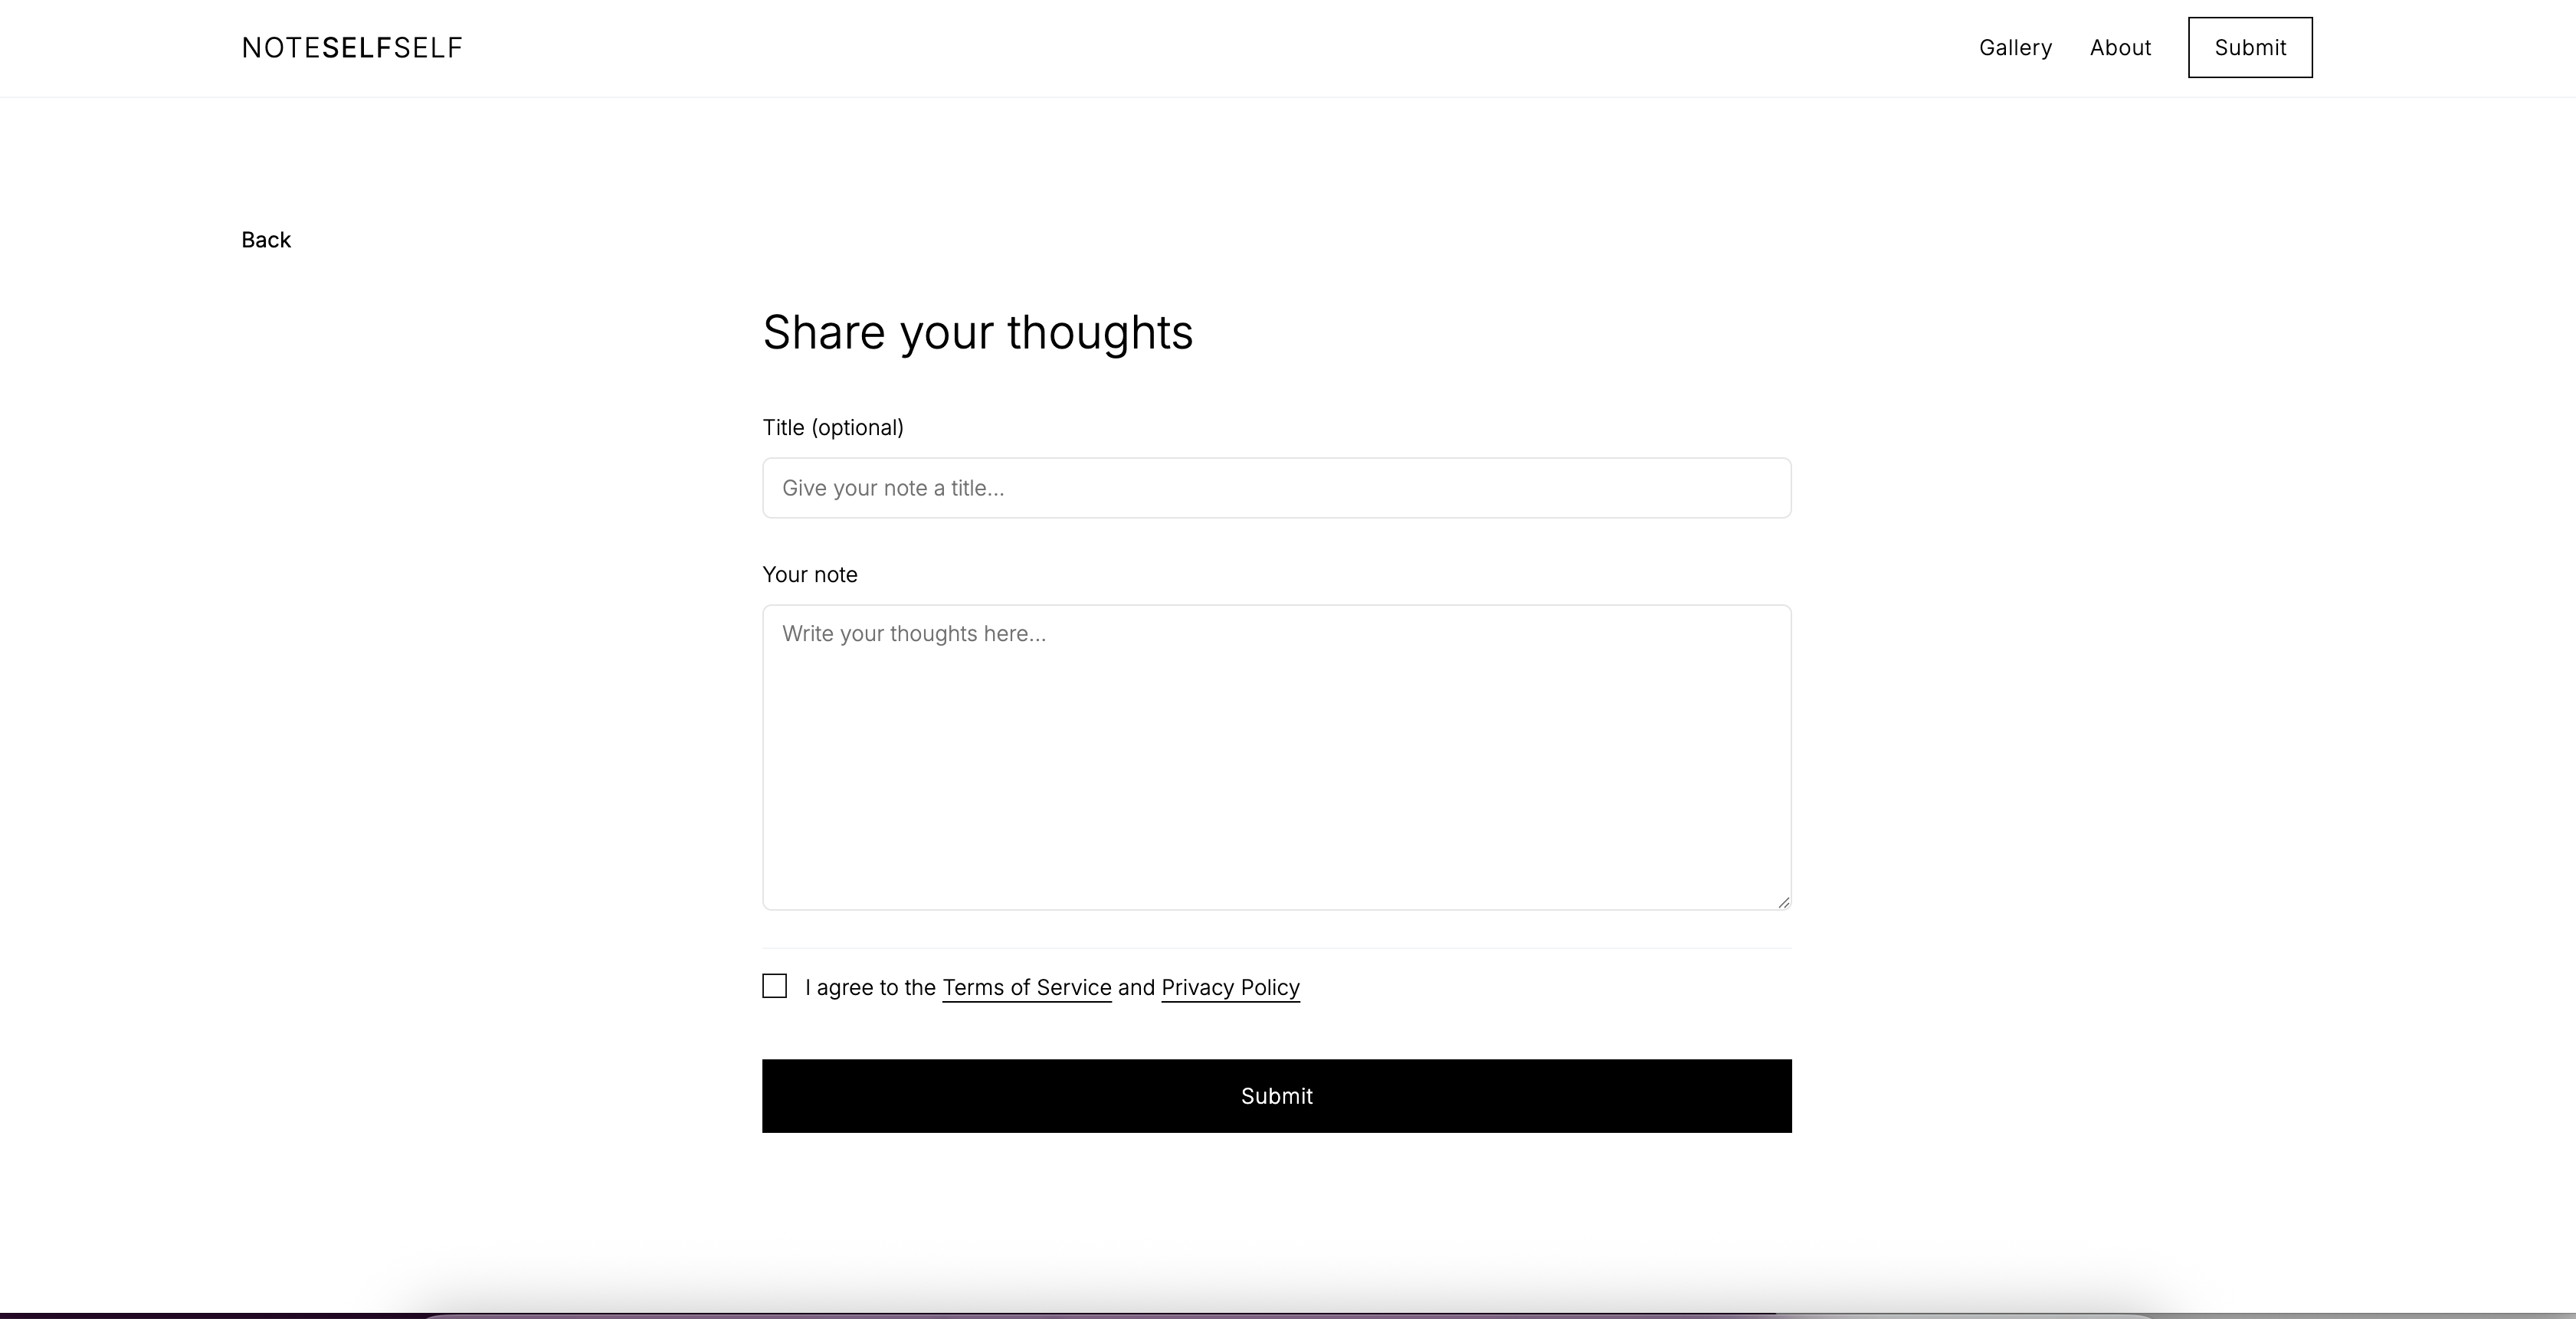 NOTESELFSELF
Gallery About Submit
Back
Share your thoughts
Title (optional)
Give your note a title...
Your note
Write your thoughts here...
I agree to the Terms of Service and Privacy Policy
Submit